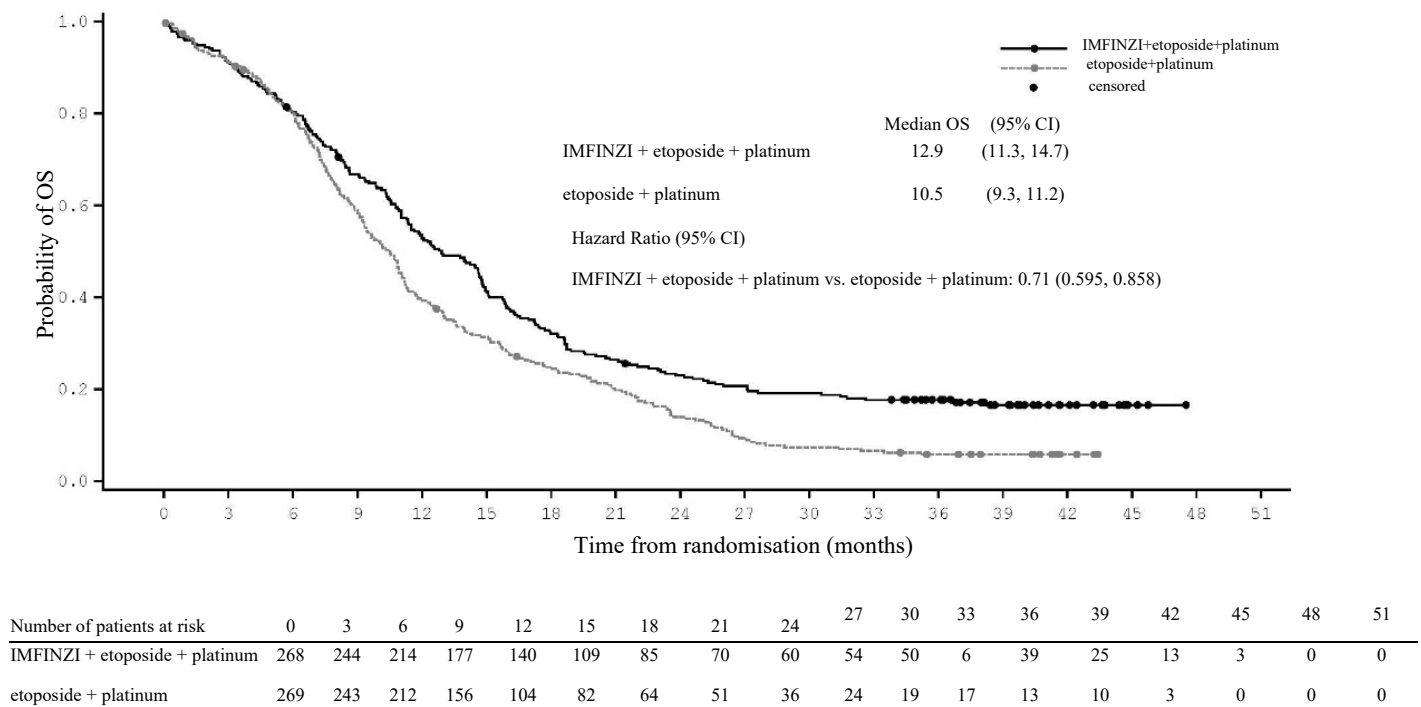 1.0
0.8
0.6
0.4
0.2
0.0
Probability of OS
IMFINZI+etoposide+platinum
etoposide+platinum
censored
Median OS (95% CI)
IMFINZI + etoposide + platinum 12.9 (11.3, 14.7)
etoposide + platinum 10.5 (9.3, 11.2)
Hazard Ratio (95% CI)
IMFINZI + etoposide + platinum vs. etoposide + platinum: 0.71 (0.595, 0.858)
0 3 6 9 12 15 18 21 24 27 30 33 36 39 42 45 48 51
Time from randomisation (months)
Number of patients at risk 0 3 6 9 12 15 18 21 24 27 30 33 36 39 42 45 48 51
IMFINZI + etoposide + platinum 268 244 214 177 140 109 85 70 60 54 50 6 39 25 13 3 0 0
etoposide + platinum 269 243 212 156 104 82 64 51 36 24 19 17 13 10 3 0 0 0